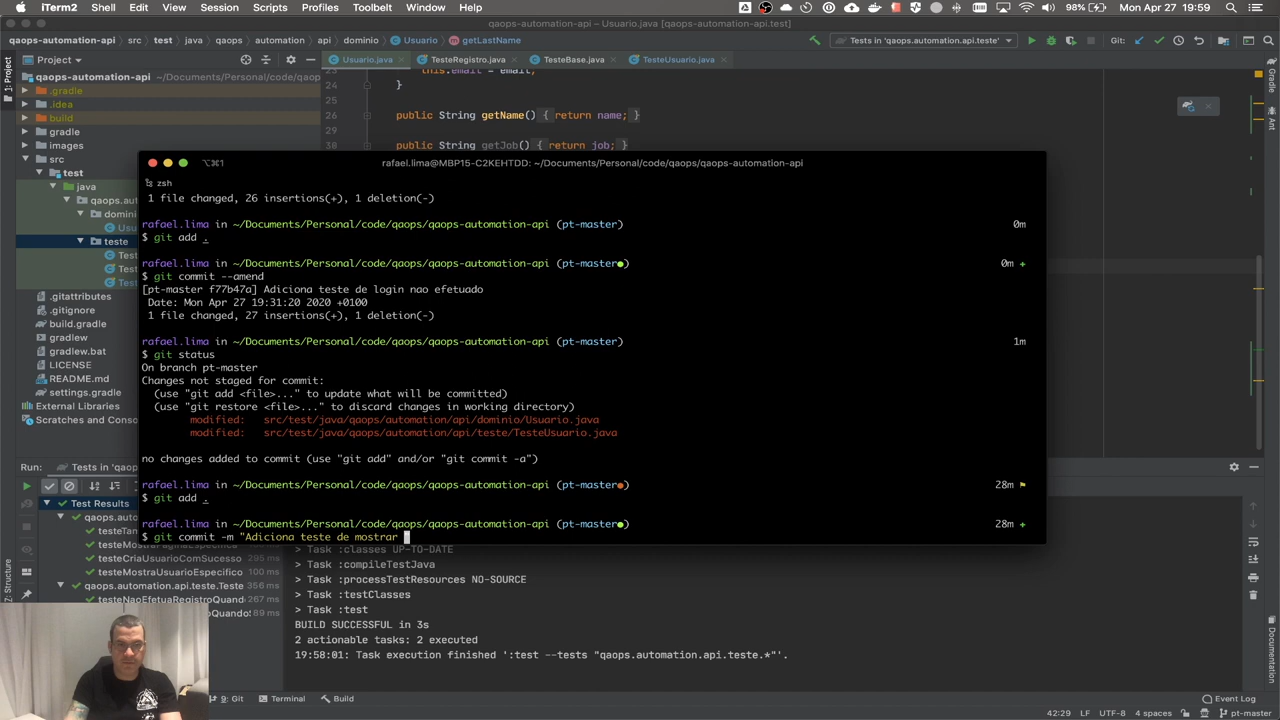 iTerm2 Shell Edit View Session Scripts Profiles Toolbelt Window Help 98% Mon Apr 27 19:59
qaops-automation-api – Usuario.java [qaops-automation-api.test]
qaops-automation-api src test java qaops automation api dominio Usuario getLastName Tests in 'qaops.automation.api.teste' Git:
Project Usuario.java TesteRegistro.java TesteBase.java TesteUsuario.java
1: Project
qaops-automation-api
.gradle
.idea
build
gradle
images
src
test
java
qaops.au
domini
Usu
teste
Test
Test
Test
.gitattributes
.gitignore
build.gradle
gradlew
gradlew.bat
LICENSE
README.md
settings.gradle
External Libraries
Scratches and Conso
23 this.email = email;
24 }
25
26 public String getName() { return name; }
29
38 public String getJob() { return job; }
Gradle
Ant
rafael.lima@MBP15-C2KEHTDD: ~/Documents/Personal/code/qaops/qaops-automation-api
zsh
1 file changed, 26 insertions(+), 1 deletion(-)
rafael.lima in ~/Documents/Personal/code/qaops/qaops-automation-api (pt-master) 0m
$ git add .
rafael.lima in ~/Documents/Personal/code/qaops/qaops-automation-api (pt-master●) 0m +
$ git commit --amend
[pt-master f77b47a] Adiciona teste de login nao efetuado
Date: Mon Apr 27 19:31:20 2020 +0100
1 file changed, 27 insertions(+), 1 deletion(-)
rafael.lima in ~/Documents/Personal/code/qaops/qaops-automation-api (pt-master) 1m
$ git status
On branch pt-master
Changes not staged for commit:
(use "git add <file>..." to update what will be committed)
(use "git restore <file>..." to discard changes in working directory)
modified: src/test/java/qaops/automation/api/dominio/Usuario.java
modified: src/test/java/qaops/automation/api/teste/TesteUsuario.java
no changes added to commit (use "git add" and/or "git commit -a")
rafael.lima in ~/Documents/Personal/code/qaops/qaops-automation-api (pt-master●) 28m
$ git add .
rafael.lima in ~/Documents/Personal/code/qaops/qaops-automation-api (pt-master●) 28m +
$ git commit -m "Adiciona teste de mostrar
Run: Tests in 'qaop
Test Results
qaops.auto
testeTan
testeMostraPaginaEspecifica
testeCriaUsuarioComSucesso 295 ms
testeMostraUsuarioEspecifico 100 ms
qaops.automation.api.teste.Teste 356 ms
testeNaoEfetuaRegistroQuand
oQuando 89 ms
> Task :classes UP-TO-DATE
> Task :compileTestJava
> Task :processTestResources NO-SOURCE
> Task :testClasses
> Task :test
BUILD SUCCESSFUL in 3s
2 actionable tasks: 2 executed
19:58:01: Task execution finished ':test --tests "qaops.automation.api.teste.*"'.
Z: Structure
Documents
9: Git Terminal Build Event Log
42:29 LF UTF-8 4 spaces pt-master